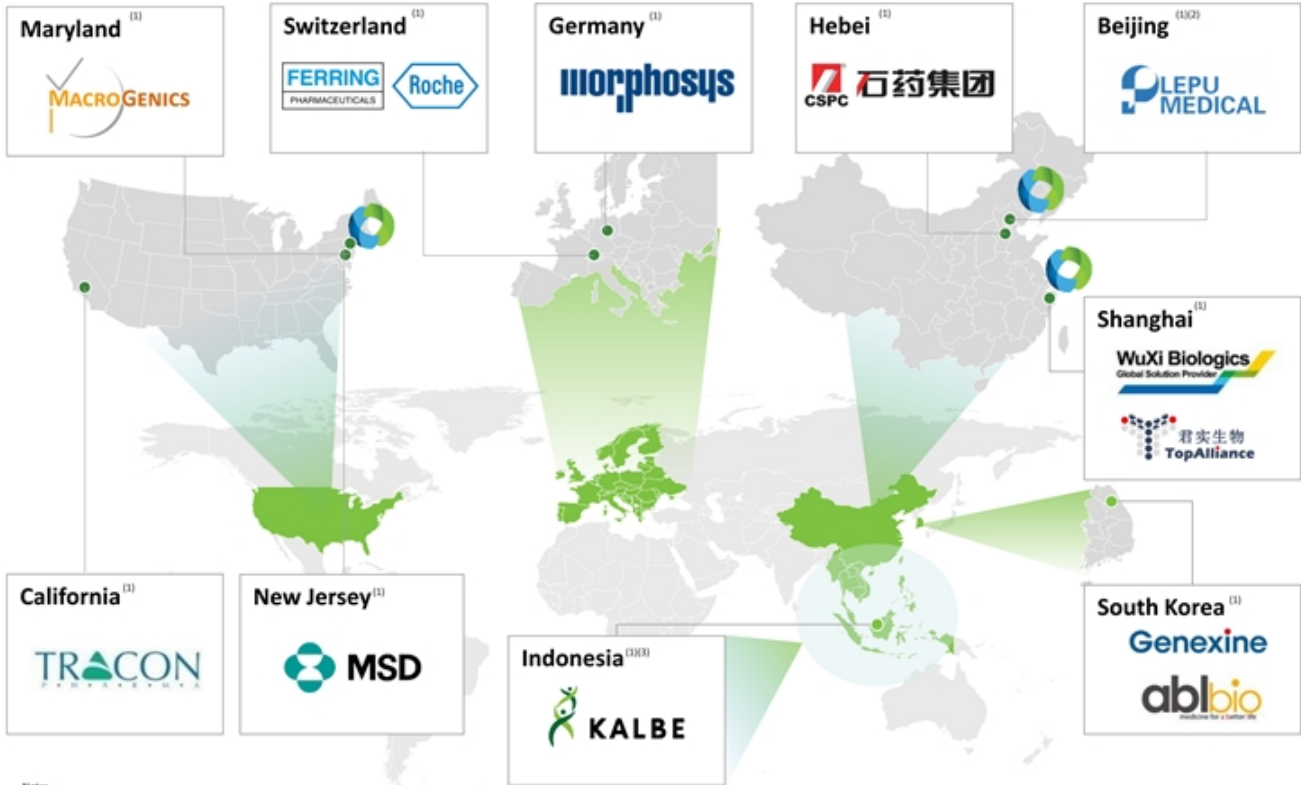 Maryland (1)
MACROGENICS
Switzerland (1)
FERRING
PHARMACEUTICALS
Roche
Germany (1)
morphosys
Hebei (1)
CSPC 石药集团
Beijing (1)(2)
LEPU
MEDICAL
Shanghai (1)
WuXi Biologics
Global Solution Provider
君实生物
TopAlliance
California (1)
TRACON
PHARMA
New Jersey (1)
MSD
Indonesia (1)(3)
KALBE
South Korea (1)
Genexine
ablbio
medicine for a better life